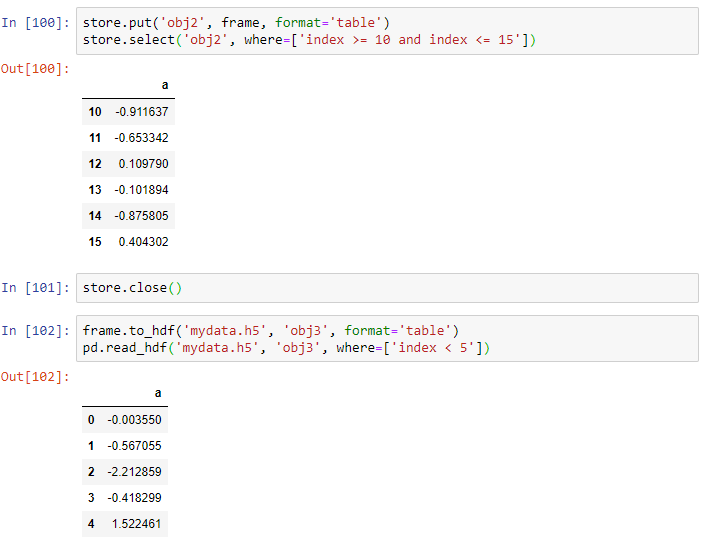 In [100]: store.put('obj2', frame, format='table')
store.select('obj2', where=['index >= 10 and index <= 15'])
Out[100]:
a
10 -0.911637
11 -0.653342
12 0.109790
13 -0.101894
14 -0.875805
15 0.404302
In [101]: store.close()
In [102]: frame.to_hdf('mydata.h5', 'obj3', format='table')
pd.read_hdf('mydata.h5', 'obj3', where=['index < 5'])
Out[102]:
a
0 -0.003550
1 -0.567055
2 -2.212859
3 -0.418299
4 1.522461